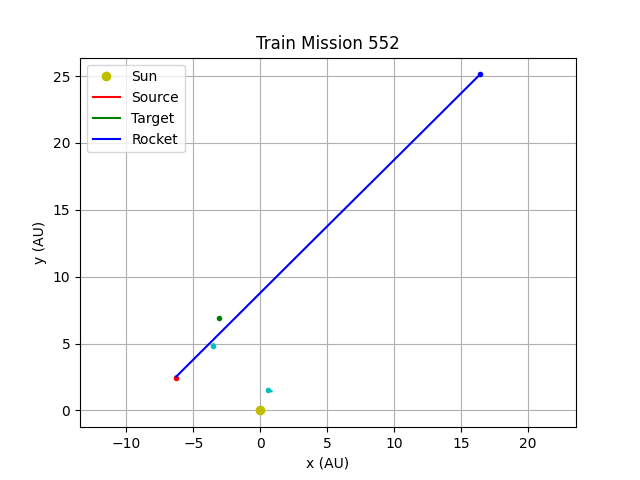 Train Mission 552
Sun
Source
Target
Rocket
25
20
15
10
5
0
y (AU)
−10 −5 0 5 10 15 20
x (AU)